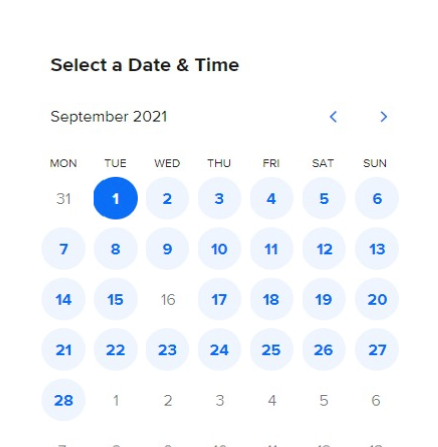 Select a Date & Time
September 2021
MON TUE WED THU FRI SAT SUN
31 1 2 3 4 5 6
7 8 9 10 11 12 13
14 15 16 17 18 19 20
21 22 23 24 25 26 27
28 1 2 3 4 5 6